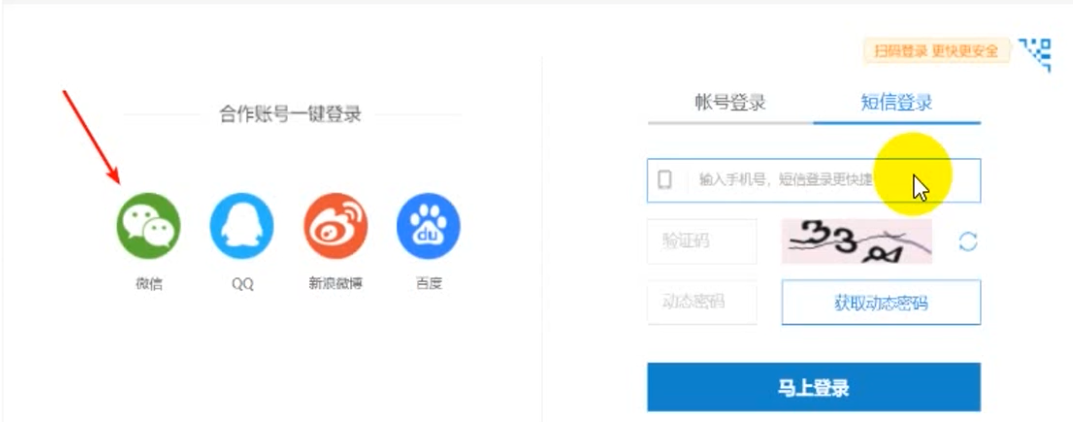 扫码登录 更快更安全
合作账号一键登录
微信
QQ
新浪微博
du
百度
帐号登录
短信登录
输入手机号，短信登录更快捷
验证码
动态密码
获取动态密码
马上登录